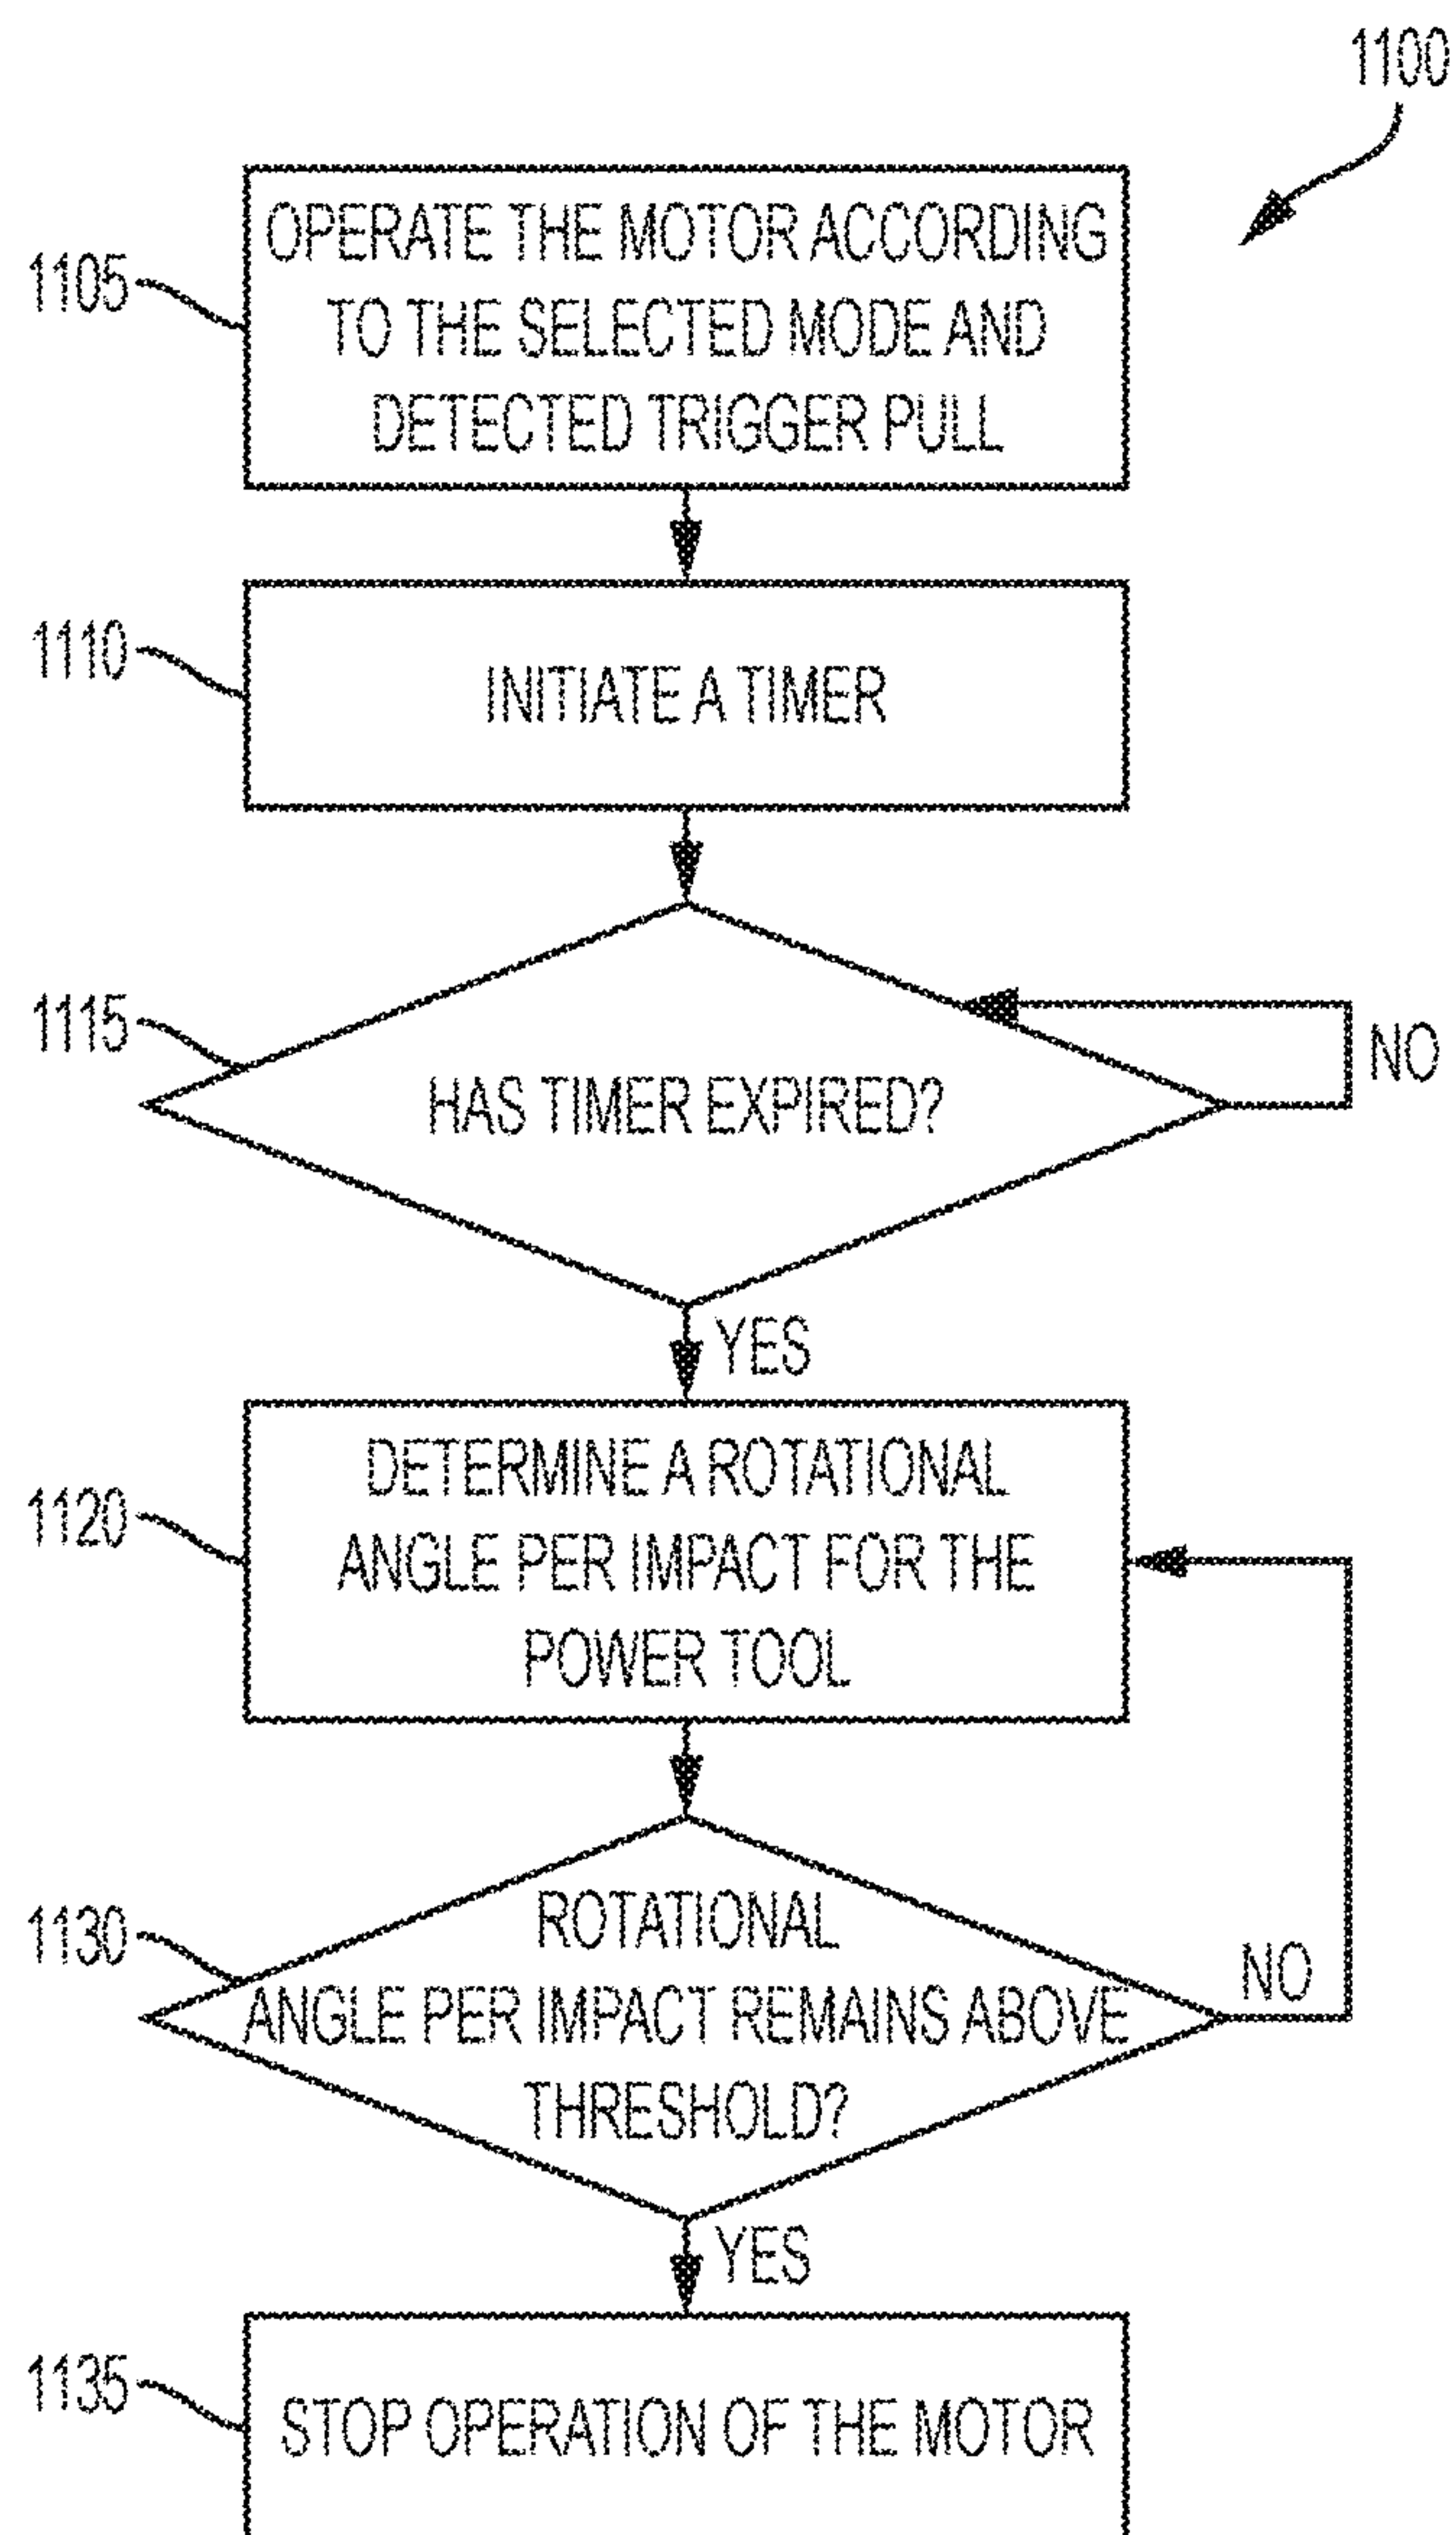 1100
1105
OPERATE THE MOTOR ACCORDING
TO THE SELECTED MODE AND
DETECTED TRIGGER PULL
1110
INITIATE A TIMER
1115
HAS TIMER EXPIRED?
NO
YES
1120
DETERMINE A ROTATIONAL
ANGLE PER IMPACT FOR THE
POWER TOOL
1130
ROTATIONAL
ANGLE PER IMPACT REMAINS ABOVE
THRESHOLD?
NO
YES
1135
STOP OPERATION OF THE MOTOR